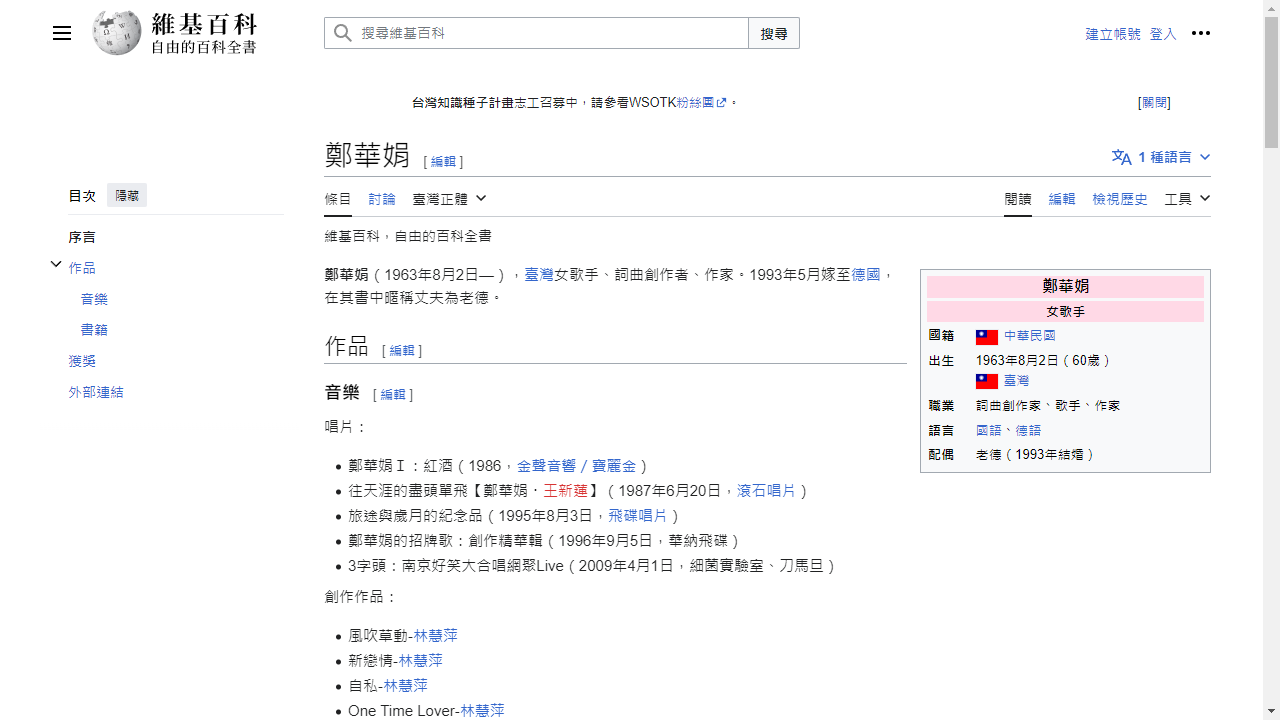 維基百科
自由的百科全書
搜尋維基百科
搜尋
建立帳號 登入
台灣知識種子計畫志工召募中，請參看WSOTK粉絲團。
[關閉]
目次 隱藏
序言
作品
音樂
書籍
獲獎
外部連結
鄭華娟 [編輯]
1 種語言
條目 討論 臺灣正體
閱讀 編輯 檢視歷史 工具
維基百科，自由的百科全書
鄭華娟（1963年8月2日—），臺灣女歌手、詞曲創作者、作家。1993年5月嫁至德國，
在其書中暱稱丈夫為老德。
鄭華娟
女歌手
國籍 中華民國
出生 1963年8月2日（60歲）
臺灣
職業 詞曲創作家、歌手、作家
語言 國語、德語
配偶 老德（1993年結婚）
作品 [編輯]
音樂 [編輯]
唱片：
鄭華娟Ｉ：紅酒（1986，金聲音響／寶麗金）
往天涯的盡頭單飛【鄭華娟．王新蓮】（1987年6月20日，滾石唱片）
旅途與歲月的紀念品（1995年8月3日，飛碟唱片）
鄭華娟的招牌歌：創作精華輯（1996年9月5日，華納飛碟）
3字頭：南京好笑大合唱網聚Live（2009年4月1日，細菌實驗室、刀馬旦）
創作作品：
風吹草動-林慧萍
新戀情-林慧萍
自私-林慧萍
One Time Lover-林慧萍